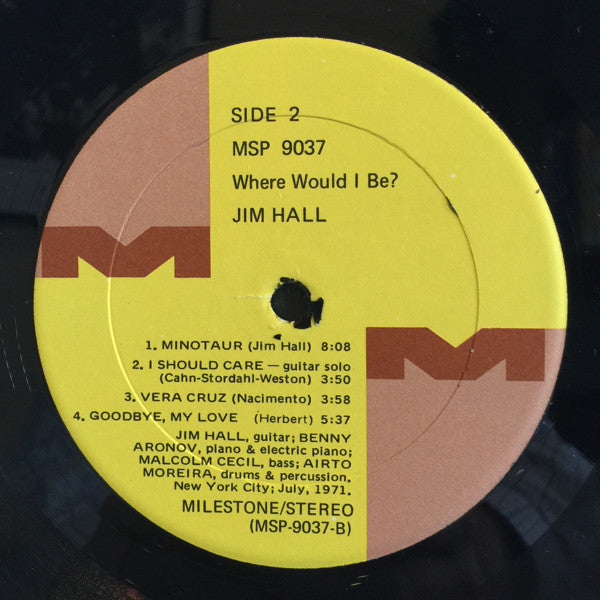 SIDE 2
MSP 9037
Where Would I Be?
JIM HALL
1. MINOTAUR (Jim Hall) 8:08
2. I SHOULD CARE — guitar solo
(Cahn-Stordahl-Weston) 3:50
3. VERA CRUZ (Nacimento) 3:58
4. GOODBYE, MY LOVE (Herbert) 5:37
JIM HALL, guitar; BENNY
ARONOV, piano & electric piano;
MALCOLM CECIL, bass; AIRTO
MOREIRA, drums & percussion.
New York City; July, 1971.
MILESTONE/STEREO
(MSP-9037-B)